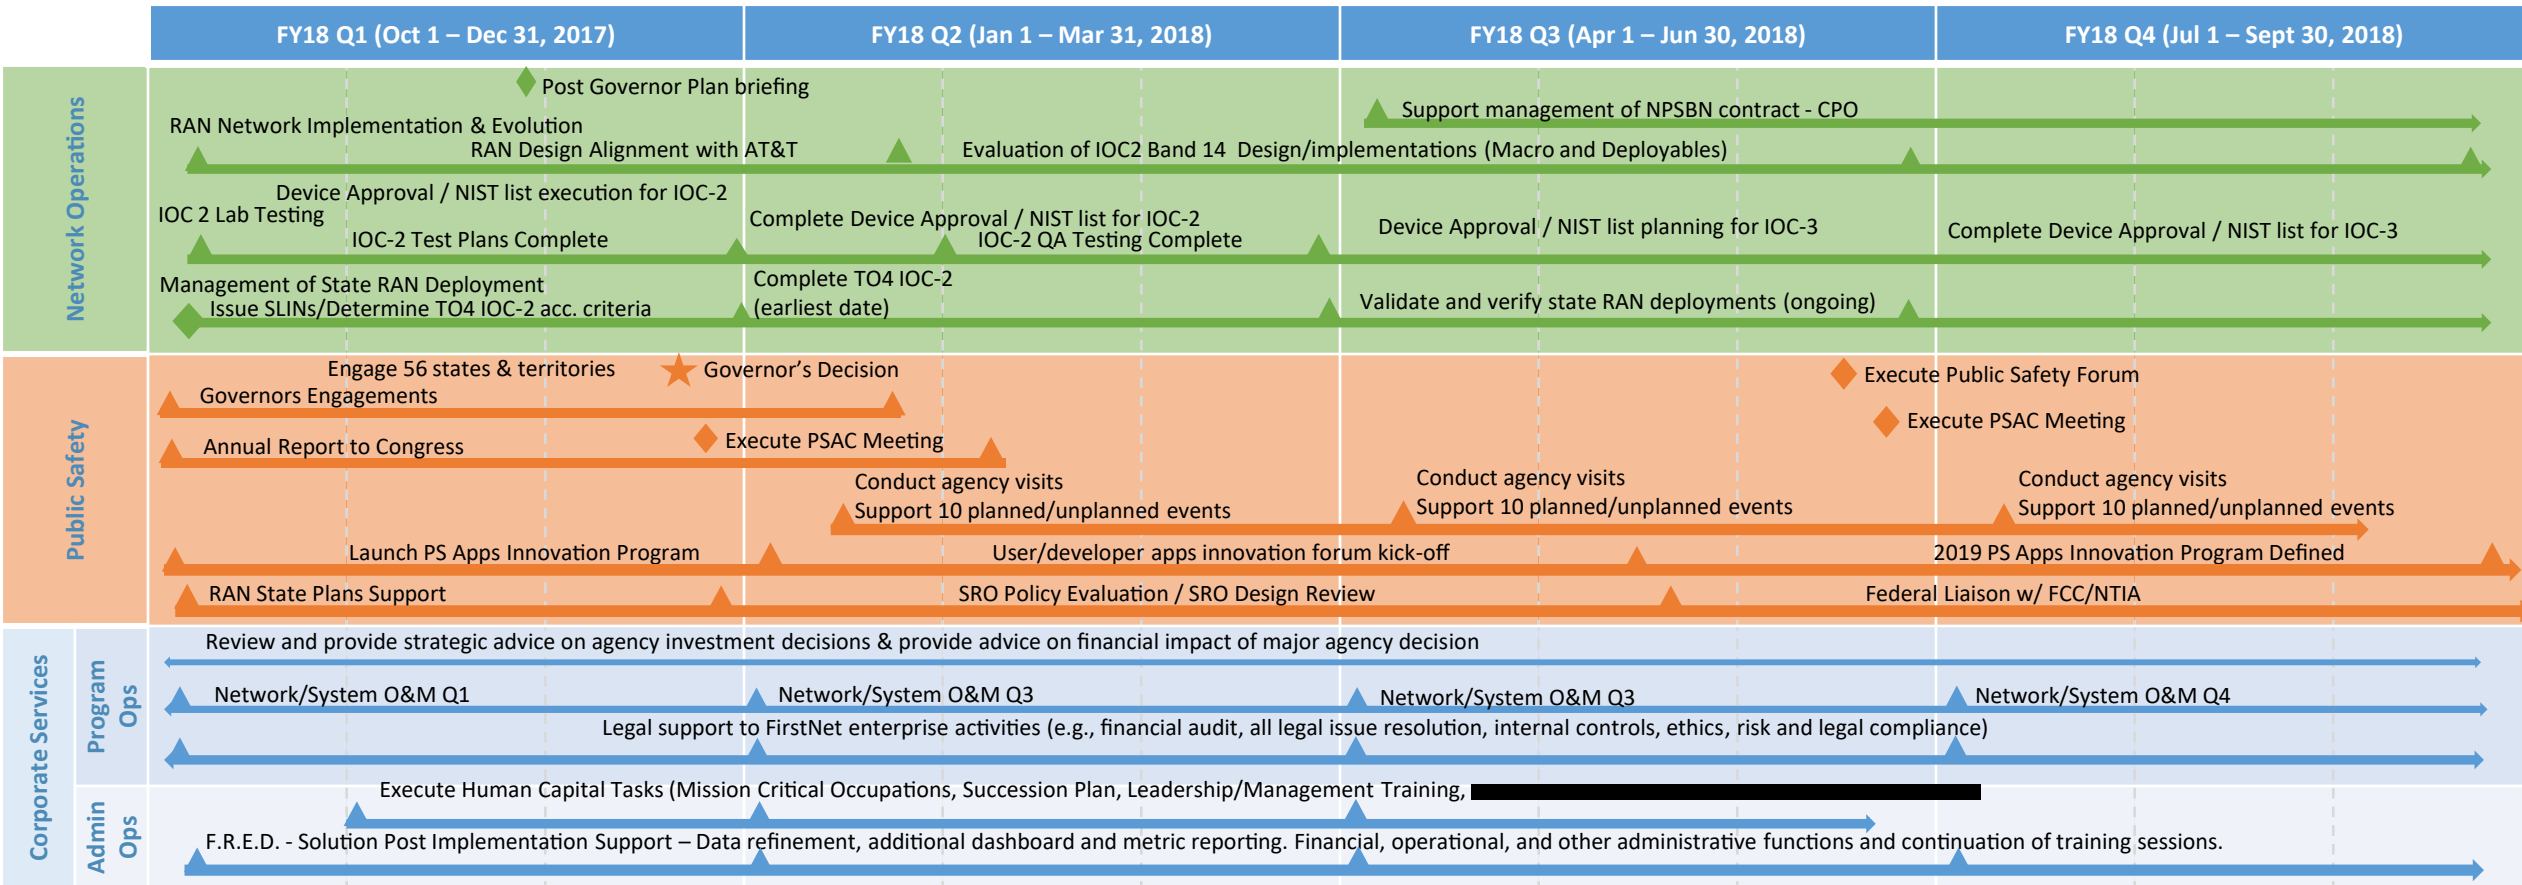 FY18 Q1 (Oct 1 – Dec 31, 2017)
FY18 Q2 (Jan 1 – Mar 31, 2018)
FY18 Q3 (Apr 1 – Jun 30, 2018)
FY18 Q4 (Jul 1 – Sept 30, 2018)
Network Operations
Post Governor Plan briefing
Support management of NPSBN contract - CPO
RAN Network Implementation & Evolution
RAN Design Alignment with AT&T
Evaluation of IOC2 Band 14 Design/implementations (Macro and Deployables)
Device Approval / NIST list execution for IOC-2
IOC 2 Lab Testing
Complete Device Approval / NIST list for IOC-2
Device Approval / NIST list planning for IOC-3
Complete Device Approval / NIST list for IOC-3
IOC-2 Test Plans Complete
IOC-2 QA Testing Complete
Management of State RAN Deployment
Complete TO4 IOC-2
(earliest date)
Issue SLINs/Determine TO4 IOC-2 acc. criteria
Validate and verify state RAN deployments (ongoing)
Public Safety
Engage 56 states & territories
Governor's Decision
Execute Public Safety Forum
Governors Engagements
Execute PSAC Meeting
Annual Report to Congress
Execute PSAC Meeting
Conduct agency visits
Support 10 planned/unplanned events
Conduct agency visits
Support 10 planned/unplanned events
Conduct agency visits
Support 10 planned/unplanned events
Launch PS Apps Innovation Program
User/developer apps innovation forum kick-off
2019 PS Apps Innovation Program Defined
RAN State Plans Support
SRO Policy Evaluation / SRO Design Review
Federal Liaison w/ FCC/NTIA
Corporate Services
Program
Ops
Review and provide strategic advice on agency investment decisions & provide advice on financial impact of major agency decision
Network/System O&M Q1
Network/System O&M Q3
Network/System O&M Q3
Network/System O&M Q4
Legal support to FirstNet enterprise activities (e.g., financial audit, all legal issue resolution, internal controls, ethics, risk and legal compliance)
Admin
Ops
Execute Human Capital Tasks (Mission Critical Occupations, Succession Plan, Leadership/Management Training,
F.R.E.D. - Solution Post Implementation Support – Data refinement, additional dashboard and metric reporting. Financial, operational, and other administrative functions and continuation of training sessions.